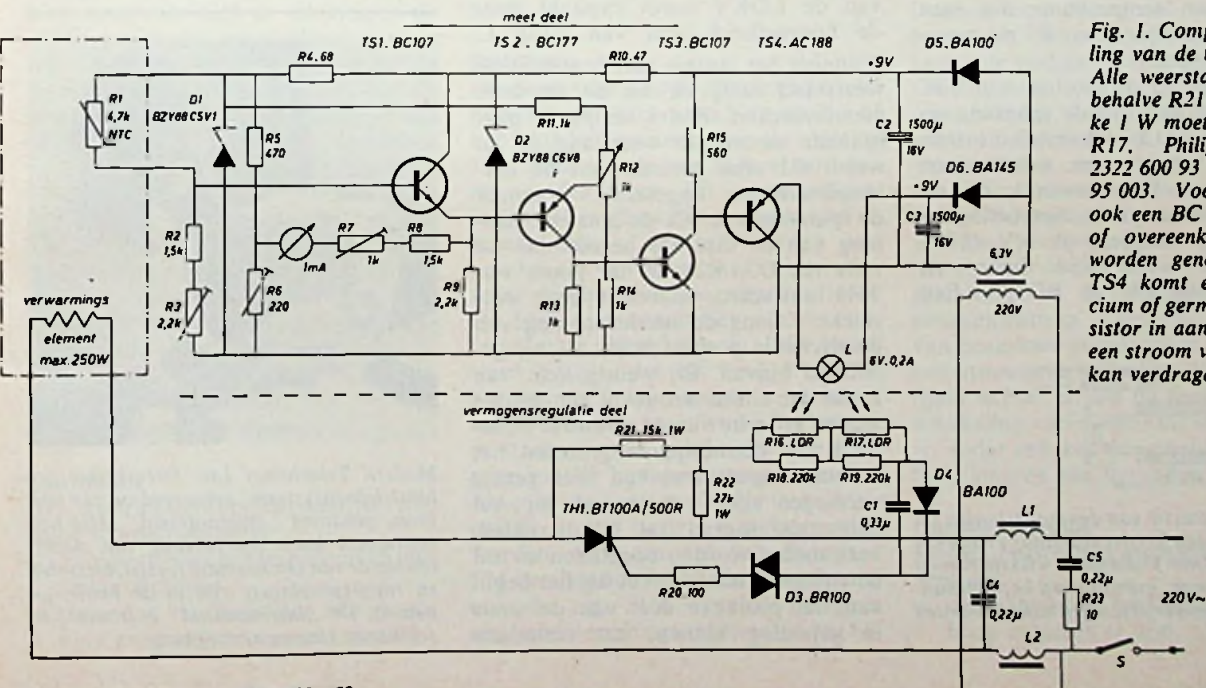 meet deel
TS1. BC107
TS2. BC177
TS3. BC107
TS4. AC188
D5. BA100
R4. 68
R10. 47
+9V
R1
4,7k
NTC
D1
BZY88C5V1
R5
470
R11. 1k
D2
BZY88 C6V8
R12
1k
R15
560
C2
1500µ
16V
D6. BA145
-9V
C3
1500µ
16V
R2
1,5k
1mA
R7
1k
R8
1,5k
6,3V
220V
R3
2,2k
R6
220
R9
2,2k
R13
1k
R14
1k
verwarmings
element
max. 250W
L
6V. 0,2A
vermogensregulatie deel
R21. 15k. 1W
R16. LDR
R17. LDR
R18. 220k
R19. 220k
R22
27k
1W
D4
BA100
TH1. BT100A/500R
C1
0,33µ
L1
R20. 100
D3. BR100
C4
0,22µ
C5
0,22µ
R23
10
220V~
L2
S
Fig. 1. Comp
ling van de
Alle weersta
behalve R21
ke 1 W moet
R17. Philip
2322 600 93
95 003. Voo
ook een BC
of overeenk
worden gen
TS4 komt e
cium of germ
sistor in aan
een stroom v
kan verdrage